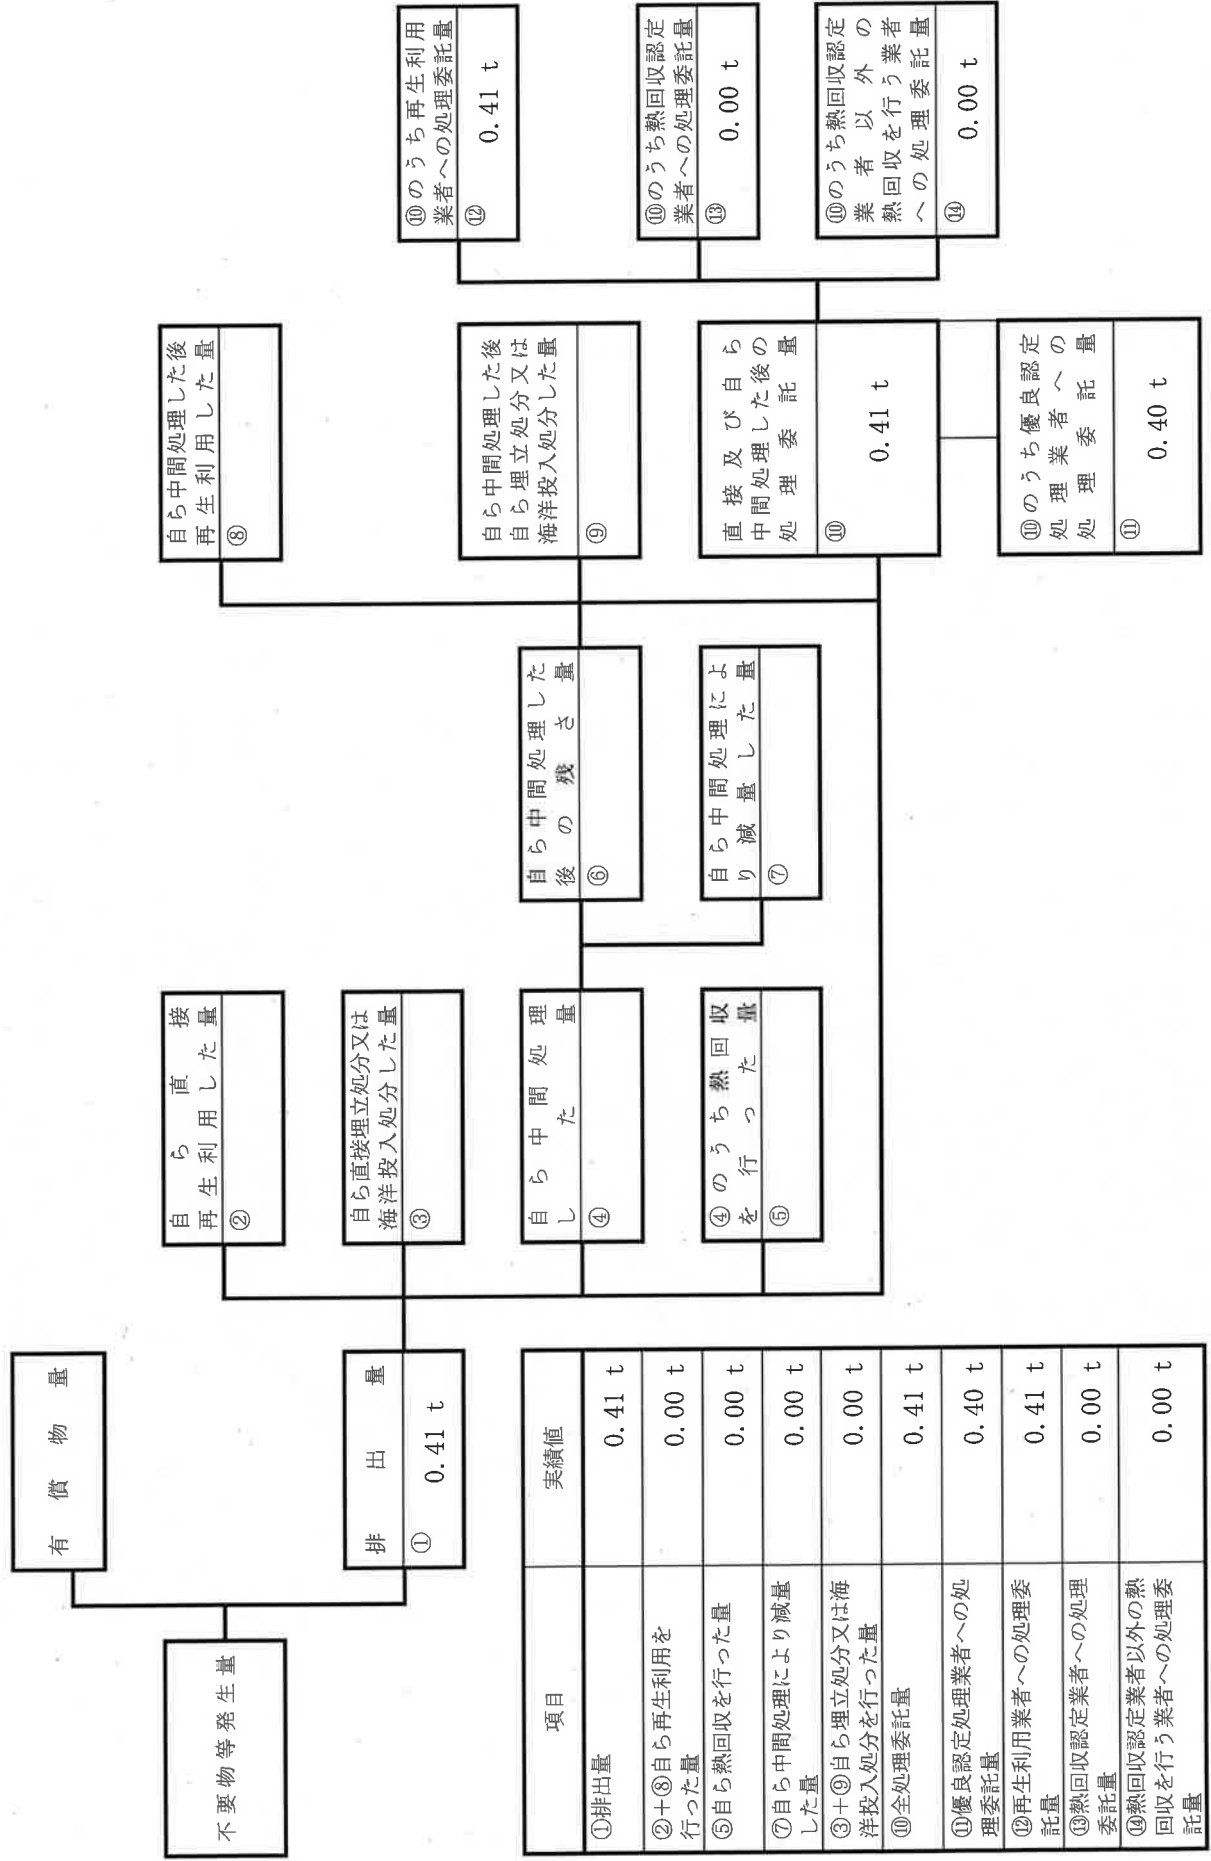 不要物等発生量
有償物量
排出量
① 0.41 t
自ら直接
再生利用した量
②
自ら直接埋立処分又は
海洋投入処分した量
③
自ら中間処理
した量
④
④のうち熱回収
を行った量
⑤
自ら中間処理した
後の残さ量
⑥
自ら中間処理によ
り減量した量
⑦
自ら中間処理した後
再生利用した量
⑧
自ら中間処理した後
自ら埋立処分又は
海洋投入処分した量
⑨
直接及び自ら
中間処理した後の
処理委託量
⑩ 0.41 t
⑩のうち優良認定
処理業者への
処理委託量
⑪ 0.40 t
⑩のうち再生利用
業者への処理委託量
⑫ 0.41 t
⑩のうち熱回収認定
業者への処理委託量
⑬ 0.00 t
⑩のうち熱回収認定
業者以外の
熱回収を行う業者
への処理委託量
⑭ 0.00 t
項目 実績値
①排出量 0.41 t
②+⑧自ら再生利用を
行った量 0.00 t
⑤自ら熱回収を行った量 0.00 t
⑦自ら中間処理により減量
した量 0.00 t
③+⑨自ら埋立処分又は海
洋投入処分を行った量 0.00 t
⑩全処理委託量 0.41 t
⑪優良認定処理業者への処
理委託量 0.40 t
⑫再生利用業者への処理委
託量 0.41 t
⑬熱回収認定業者への処理
委託量 0.00 t
⑭熱回収認定業者以外の熱
回収を行う業者への処理委
託量 0.00 t